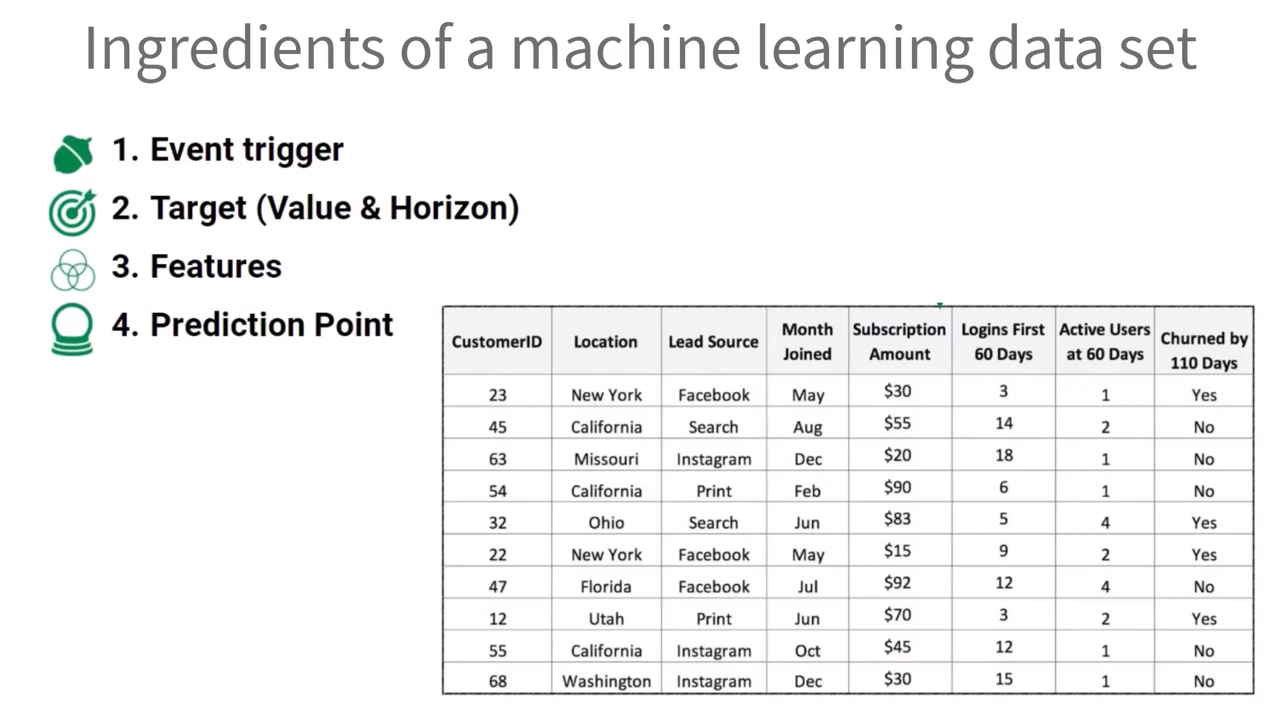 Ingredients of a machine learning data set
1. Event trigger
2. Target (Value & Horizon)
3. Features
4. Prediction Point
CustomerID Location Lead Source Month Joined Subscription Amount Logins First 60 Days Active Users at 60 Days Churned by 110 Days
23 New York Facebook May $30 3 1 Yes
45 California Search Aug $55 14 2 No
63 Missouri Instagram Dec $20 18 1 No
54 California Print Feb $90 6 1 No
32 Ohio Search Jun $83 5 4 Yes
22 New York Facebook May $15 9 2 Yes
47 Florida Facebook Jul $92 12 4 No
12 Utah Print Jun $70 3 2 Yes
55 California Instagram Oct $45 12 1 No
68 Washington Instagram Dec $30 15 1 No